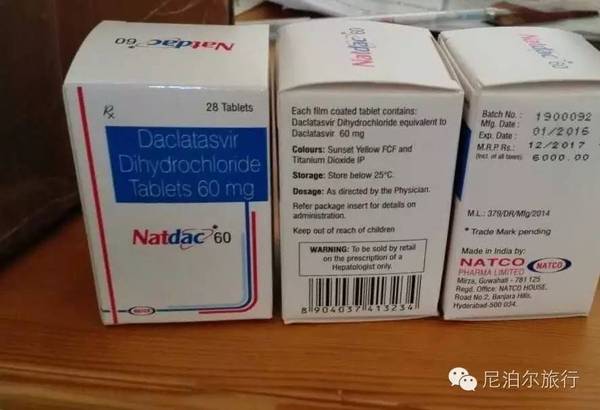 Natdac 60
Rx
28 Tablets
Daclatasvir
Dihydrochloride
Tablets 60 mg
Natdac 60
NATCO
Natdac 60
Each film coated tablet contains:
Daclatasvir Dihydrochloride equivalent to
Daclatasvir 60 mg
Colours: Sunset Yellow FCF and
Titanium Dioxide IP
Storage: Store below 25°C.
Dosage: As directed by the Physician.
Refer package insert for details on
administration.
Keep out of reach of children
WARNING: To be sold by retail
on the prescription of a
Hepatologist only.
8 904037 413234
Natdac 60
Batch No. : 1900092
Mfg. Date : 01/2016
Exp. Date : 12/2017
M.R.P Rs.: 6000.00
(Incl. of all taxes)
M.L.: 379/DR/Mfg/2014
* Trade Mark pending
Made in India by:
NATCO
PHARMA LIMITED
NATCO
Mirza, Guwahati - 781 125
Regd. Office: NATCO HOUSE,
Road No.2, Banjara Hills,
Hyderabad-500 034.
尼泊尔旅行